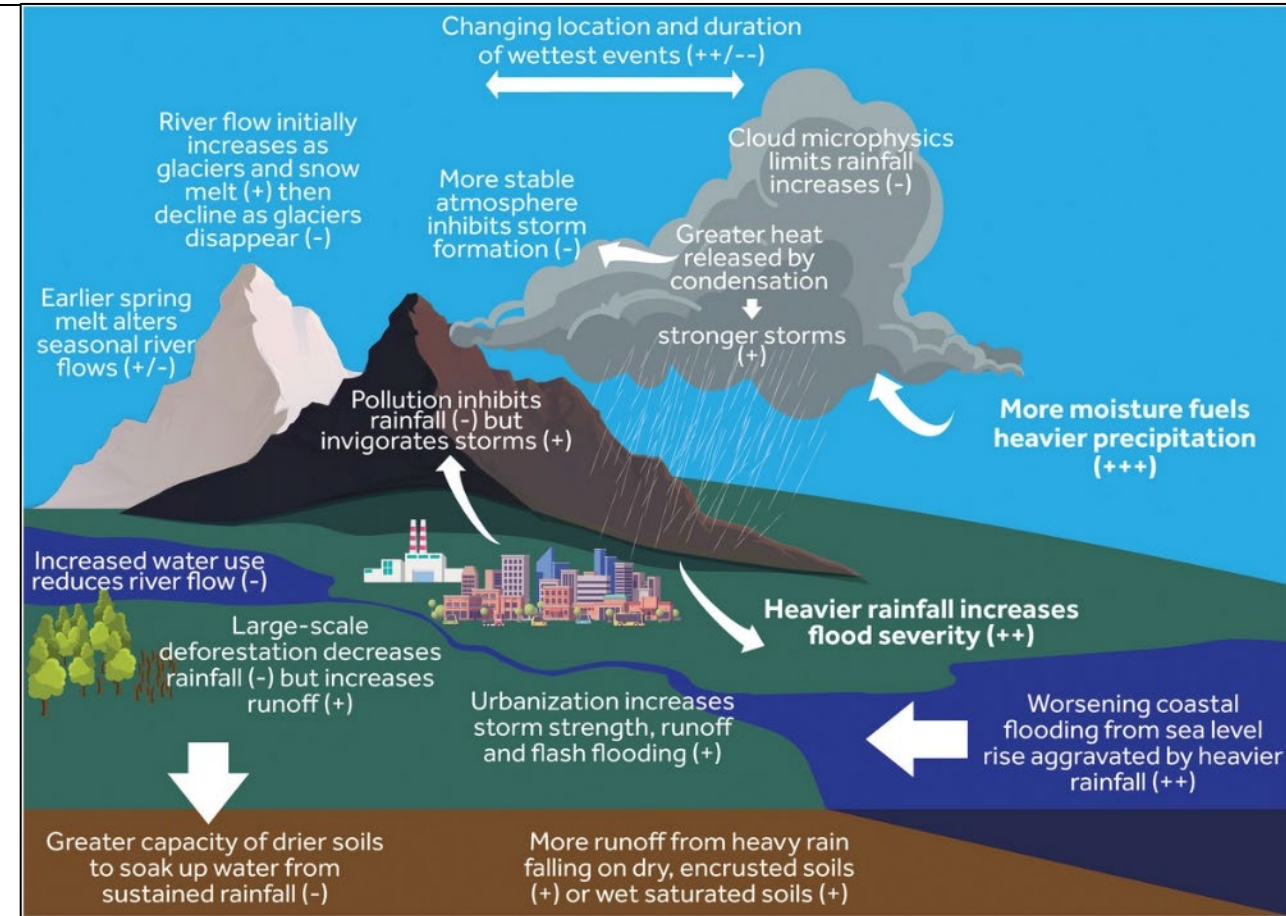 Changing location and duration
of wettest events (++/--)
River flow initially
increases as
glaciers and snow
melt (+) then
decline as glaciers
disappear (-)
Cloud microphysics
limits rainfall
increases (-)
More stable
atmosphere
inhibits storm
formation (-)
Greater heat
released by
condensation
stronger storms
(+)
Earlier spring
melt alters
seasonal river
flows (+/-)
Pollution inhibits
rainfall (-) but
invigorates storms (+)
More moisture fuels
heavier precipitation
(+++)
Increased water use
reduces river flow (-)
Heavier rainfall increases
flood severity (++)
Large-scale
deforestation decreases
rainfall (-) but increases
runoff (+)
Urbanization increases
storm strength, runoff
and flash flooding (+)
Worsening coastal
flooding from sea level
rise aggravated by heavier
rainfall (++)
Greater capacity of drier soils
to soak up water from
sustained rainfall (-)
More runoff from heavy rain
falling on dry, encrusted soils
(+) or wet saturated soils (+)